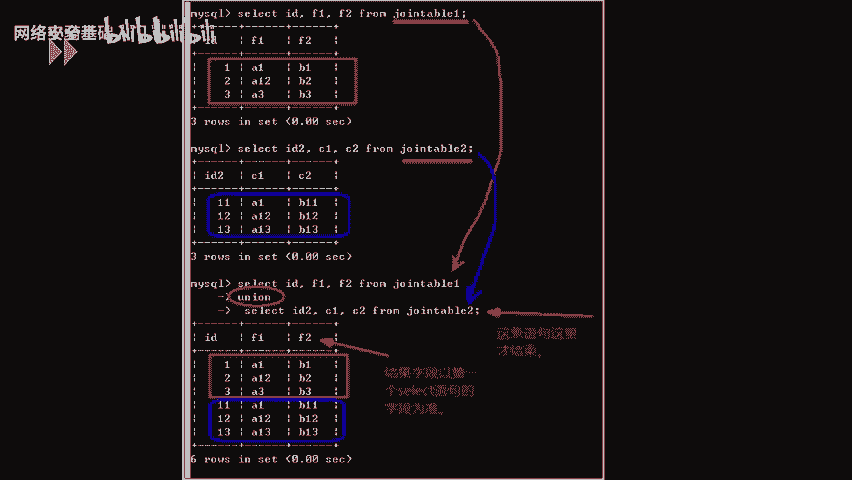 mysql> select id, f1, f2 from jointable1;
网络安全基础入门 bilibili
id | f1 | f2
1 | a1 | b1
2 | a12 | b2
3 | a3 | b3
3 rows in set (0.00 sec)
mysql> select id2, c1, c2 from jointable2;
id2 | c1 | c2
11 | a1 | b11
12 | a12 | b12
13 | a13 | b13
3 rows in set (0.00 sec)
mysql> select id, f1, f2 from jointable1
-> union
-> select id2, c1, c2 from jointable2;
这条语句这里
才结束。
id | f1 | f2
1 | a1 | b1
2 | a12 | b2
3 | a3 | b3
11 | a1 | b11
12 | a12 | b12
13 | a13 | b13
结果字段以第一
个select语句的
字段为准。
6 rows in set (0.00 sec)